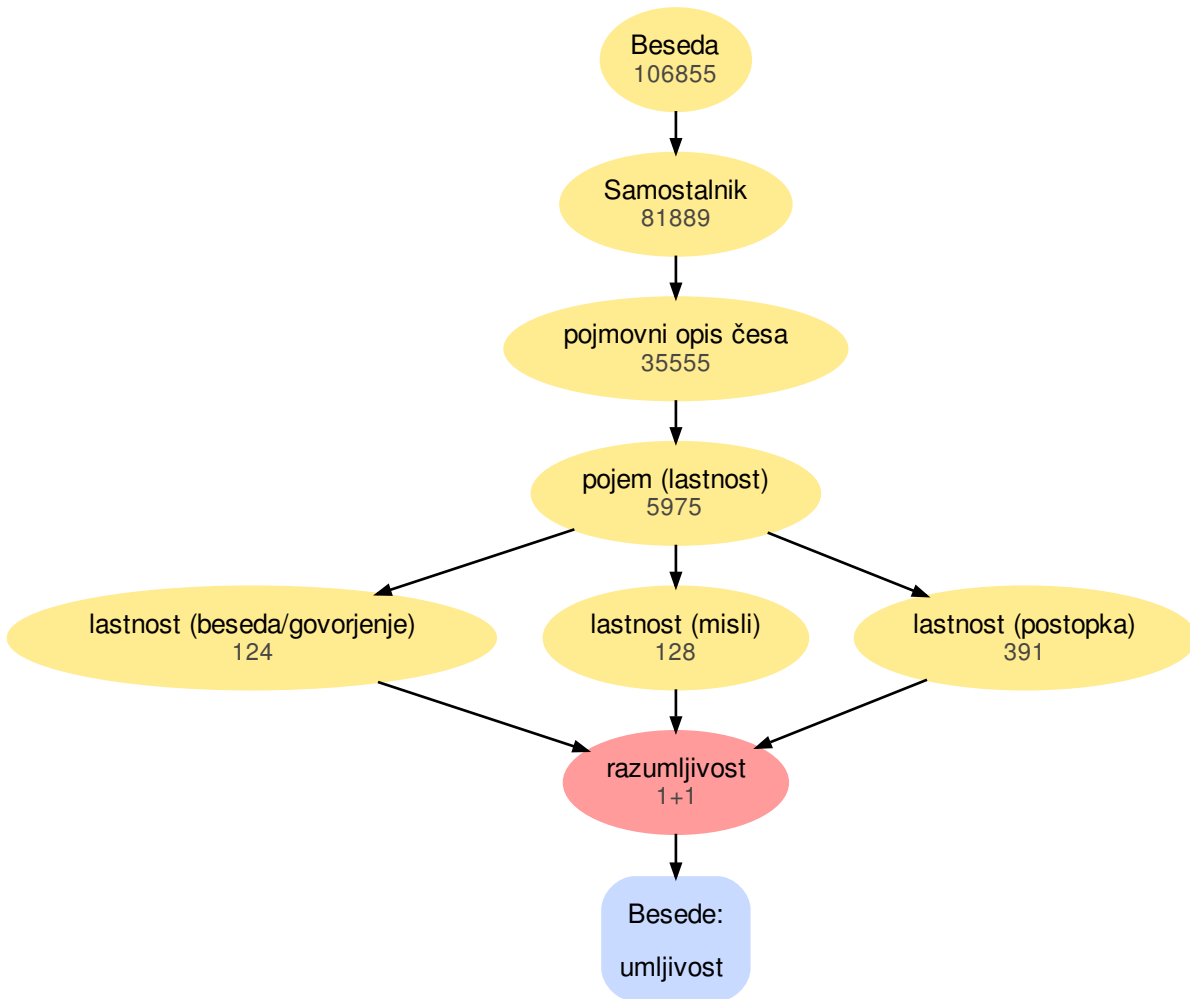 Beseda
106855
Samostalnik
81889
pojmovni opis česa
35555
pojem (lastnost)
5975
lastnost (beseda/govorjenje)
124
lastnost (misli)
128
lastnost (postopka)
391
razumljivost
1+1
Besede:
umljivost